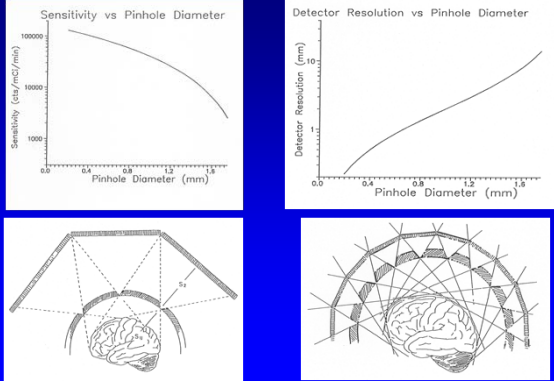 Sensitivity vs Pinhole Diameter
Sensitivity (cts/mCi/min)
100000
10000
1000
0.0 0.4 0.8 1.2 1.6
Pinhole Diameter (mm)
Detector Resolution vs Pinhole Diameter
Detector Resolution (mm)
10
1
0.0 0.4 0.8 1.2 1.6
Pinhole Diameter (mm)